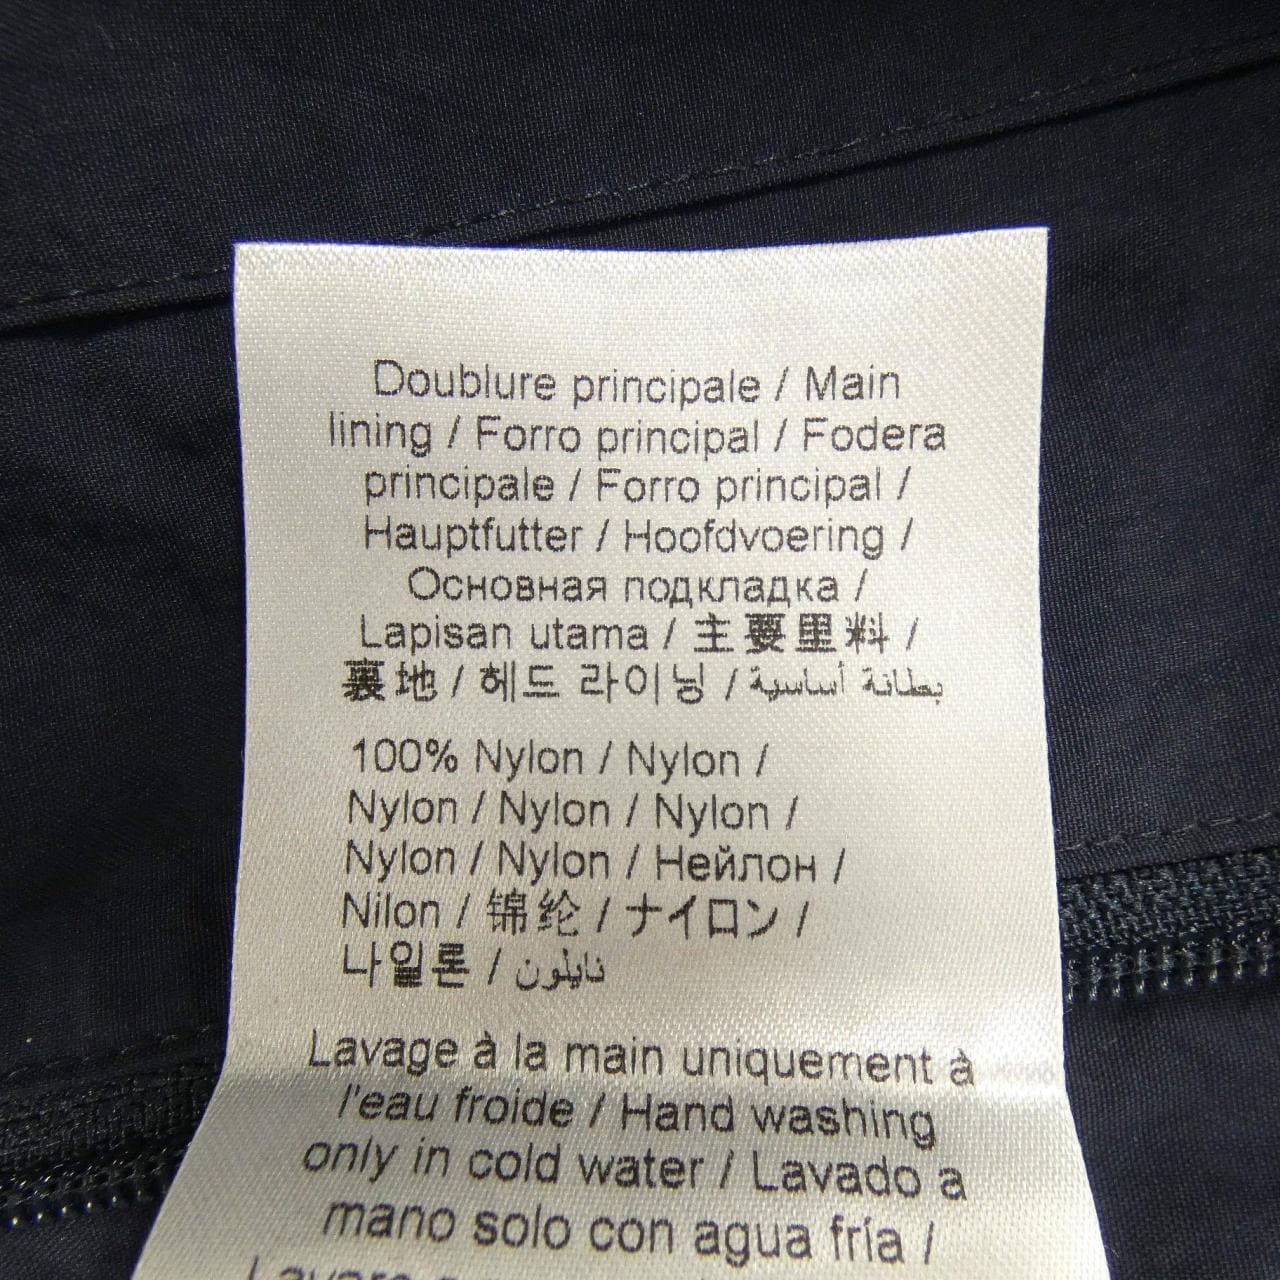 Doublure principale / Main
lining / Forro principal / Fodera
principale / Forro principal /
Hauptfutter / Hoofdvoering /
Основная подкладка /
Lapisan utama / 主要里料 /
裏地 / 헤드 라이닝 / بطانة أساسية
100% Nylon / Nylon /
Nylon / Nylon / Nylon /
Nylon / Nylon / Нейлон /
Nilon / 锦纶 / ナイロン /
나일론 / نايلون
Lavage à la main uniquement à
l'eau froide / Hand washing
only in cold water / Lavado a
mano solo con agua fría /